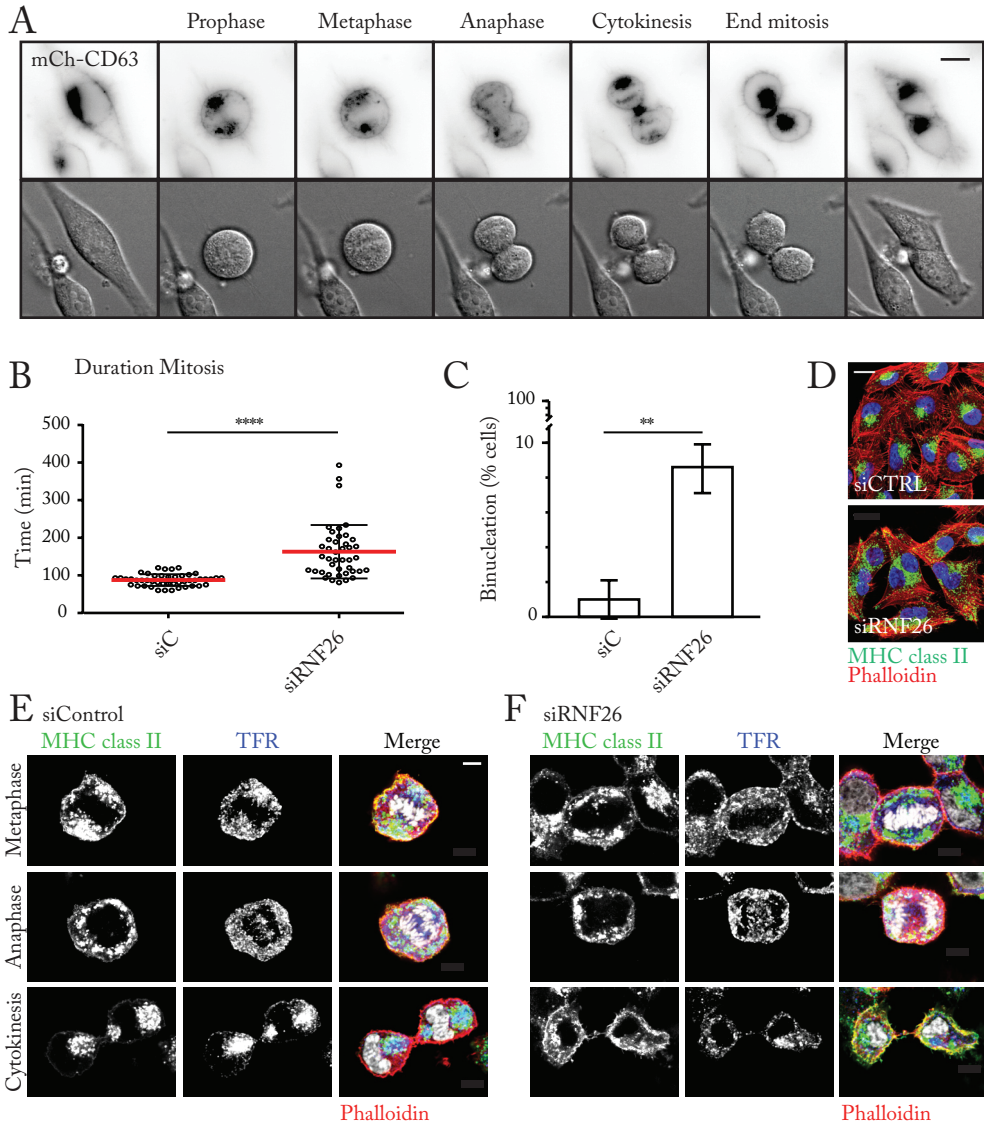 A
Prophase Metaphase Anaphase Cytokinesis End mitosis
mCh-CD63
B Duration Mitosis
****
Time (min)
500
400
300
200
100
0
siC
siRNF26
C
**
Binucleation (% cells)
100
10
0
siC
siRNF26
D
siCTRL
siRNF26
MHC class II
Phalloidin
E siControl
MHC class II TFR Merge
Metaphase
Anaphase
Cytokinesis
Phalloidin
F siRNF26
MHC class II TFR Merge
Phalloidin